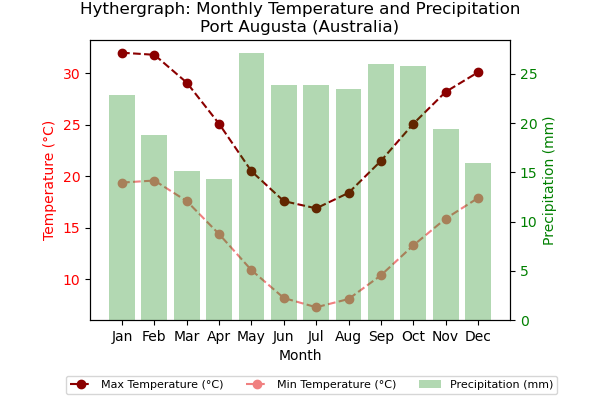 Hythergraph: Monthly Temperature and Precipitation
Port Augusta (Australia)
30
25
20
15
10
Temperature (°C)
25
20
15
10
5
0
Precipitation (mm)
Jan Feb Mar Apr May Jun Jul Aug Sep Oct Nov Dec
Month
Max Temperature (°C) Min Temperature (°C) Precipitation (mm)